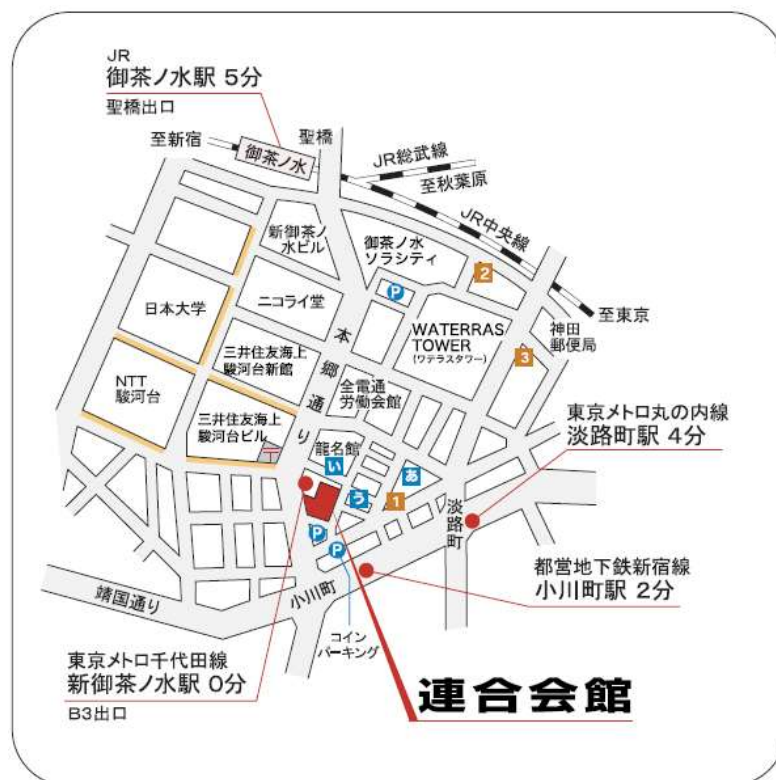 JR
御茶ノ水駅 5分
聖橋出口
至新宿
御茶ノ水
聖橋
JR総武線
至秋葉原
JR中央線
至東京
新御茶ノ
水ビル
御茶ノ水
ソラシティ
2
P
日本大学
ニコライ堂
本郷通り
WATERRAS
TOWER
(ワテラスタワー)
神田
郵便局
3
NTT
駿河台
三井住友海上
駿河台新館
全電通
労働会館
三井住友海上
駿河台ビル
〒
龍名館
い
あ
う
1
P
P
東京メトロ丸の内線
淡路町駅 4分
淡路町
都営地下鉄新宿線
小川町駅 2分
靖国通り
小川町
コイン
パーキング
東京メトロ千代田線
新御茶ノ水駅 0分
B3出口
連合会館